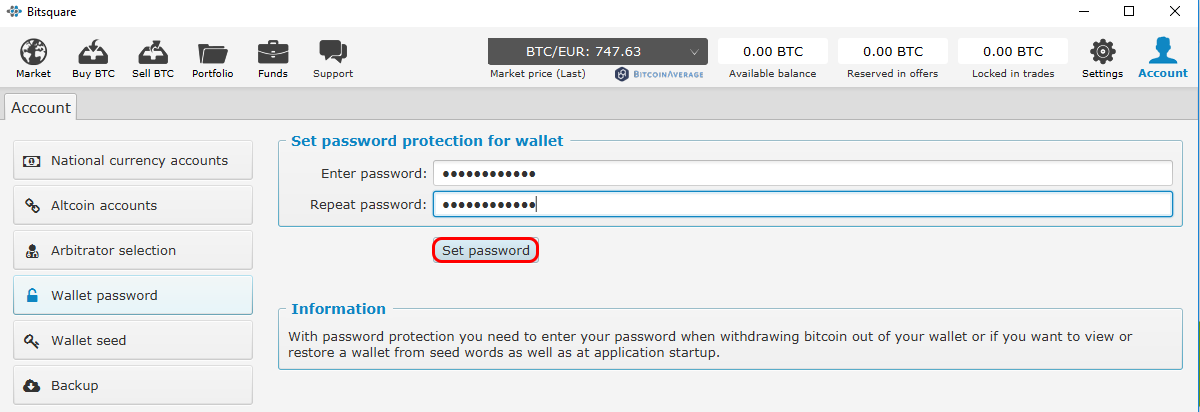 Bitsquare
Market
Buy BTC
Sell BTC
Portfolio
Funds
Support
BTC/EUR: 747.63
Market price (Last)
BITCOINAVERAGE
0.00 BTC
Available balance
0.00 BTC
Reserved in offers
0.00 BTC
Locked in trades
Settings
Account
Account
National currency accounts
Altcoin accounts
Arbitrator selection
Wallet password
Wallet seed
Backup
Set password protection for wallet
Enter password: ●●●●●●●●●●●●
Repeat password: ●●●●●●●●●●●●
Set password
Information
With password protection you need to enter your password when withdrawing bitcoin out of your wallet or if you want to view or
restore a wallet from seed words as well as at application startup.